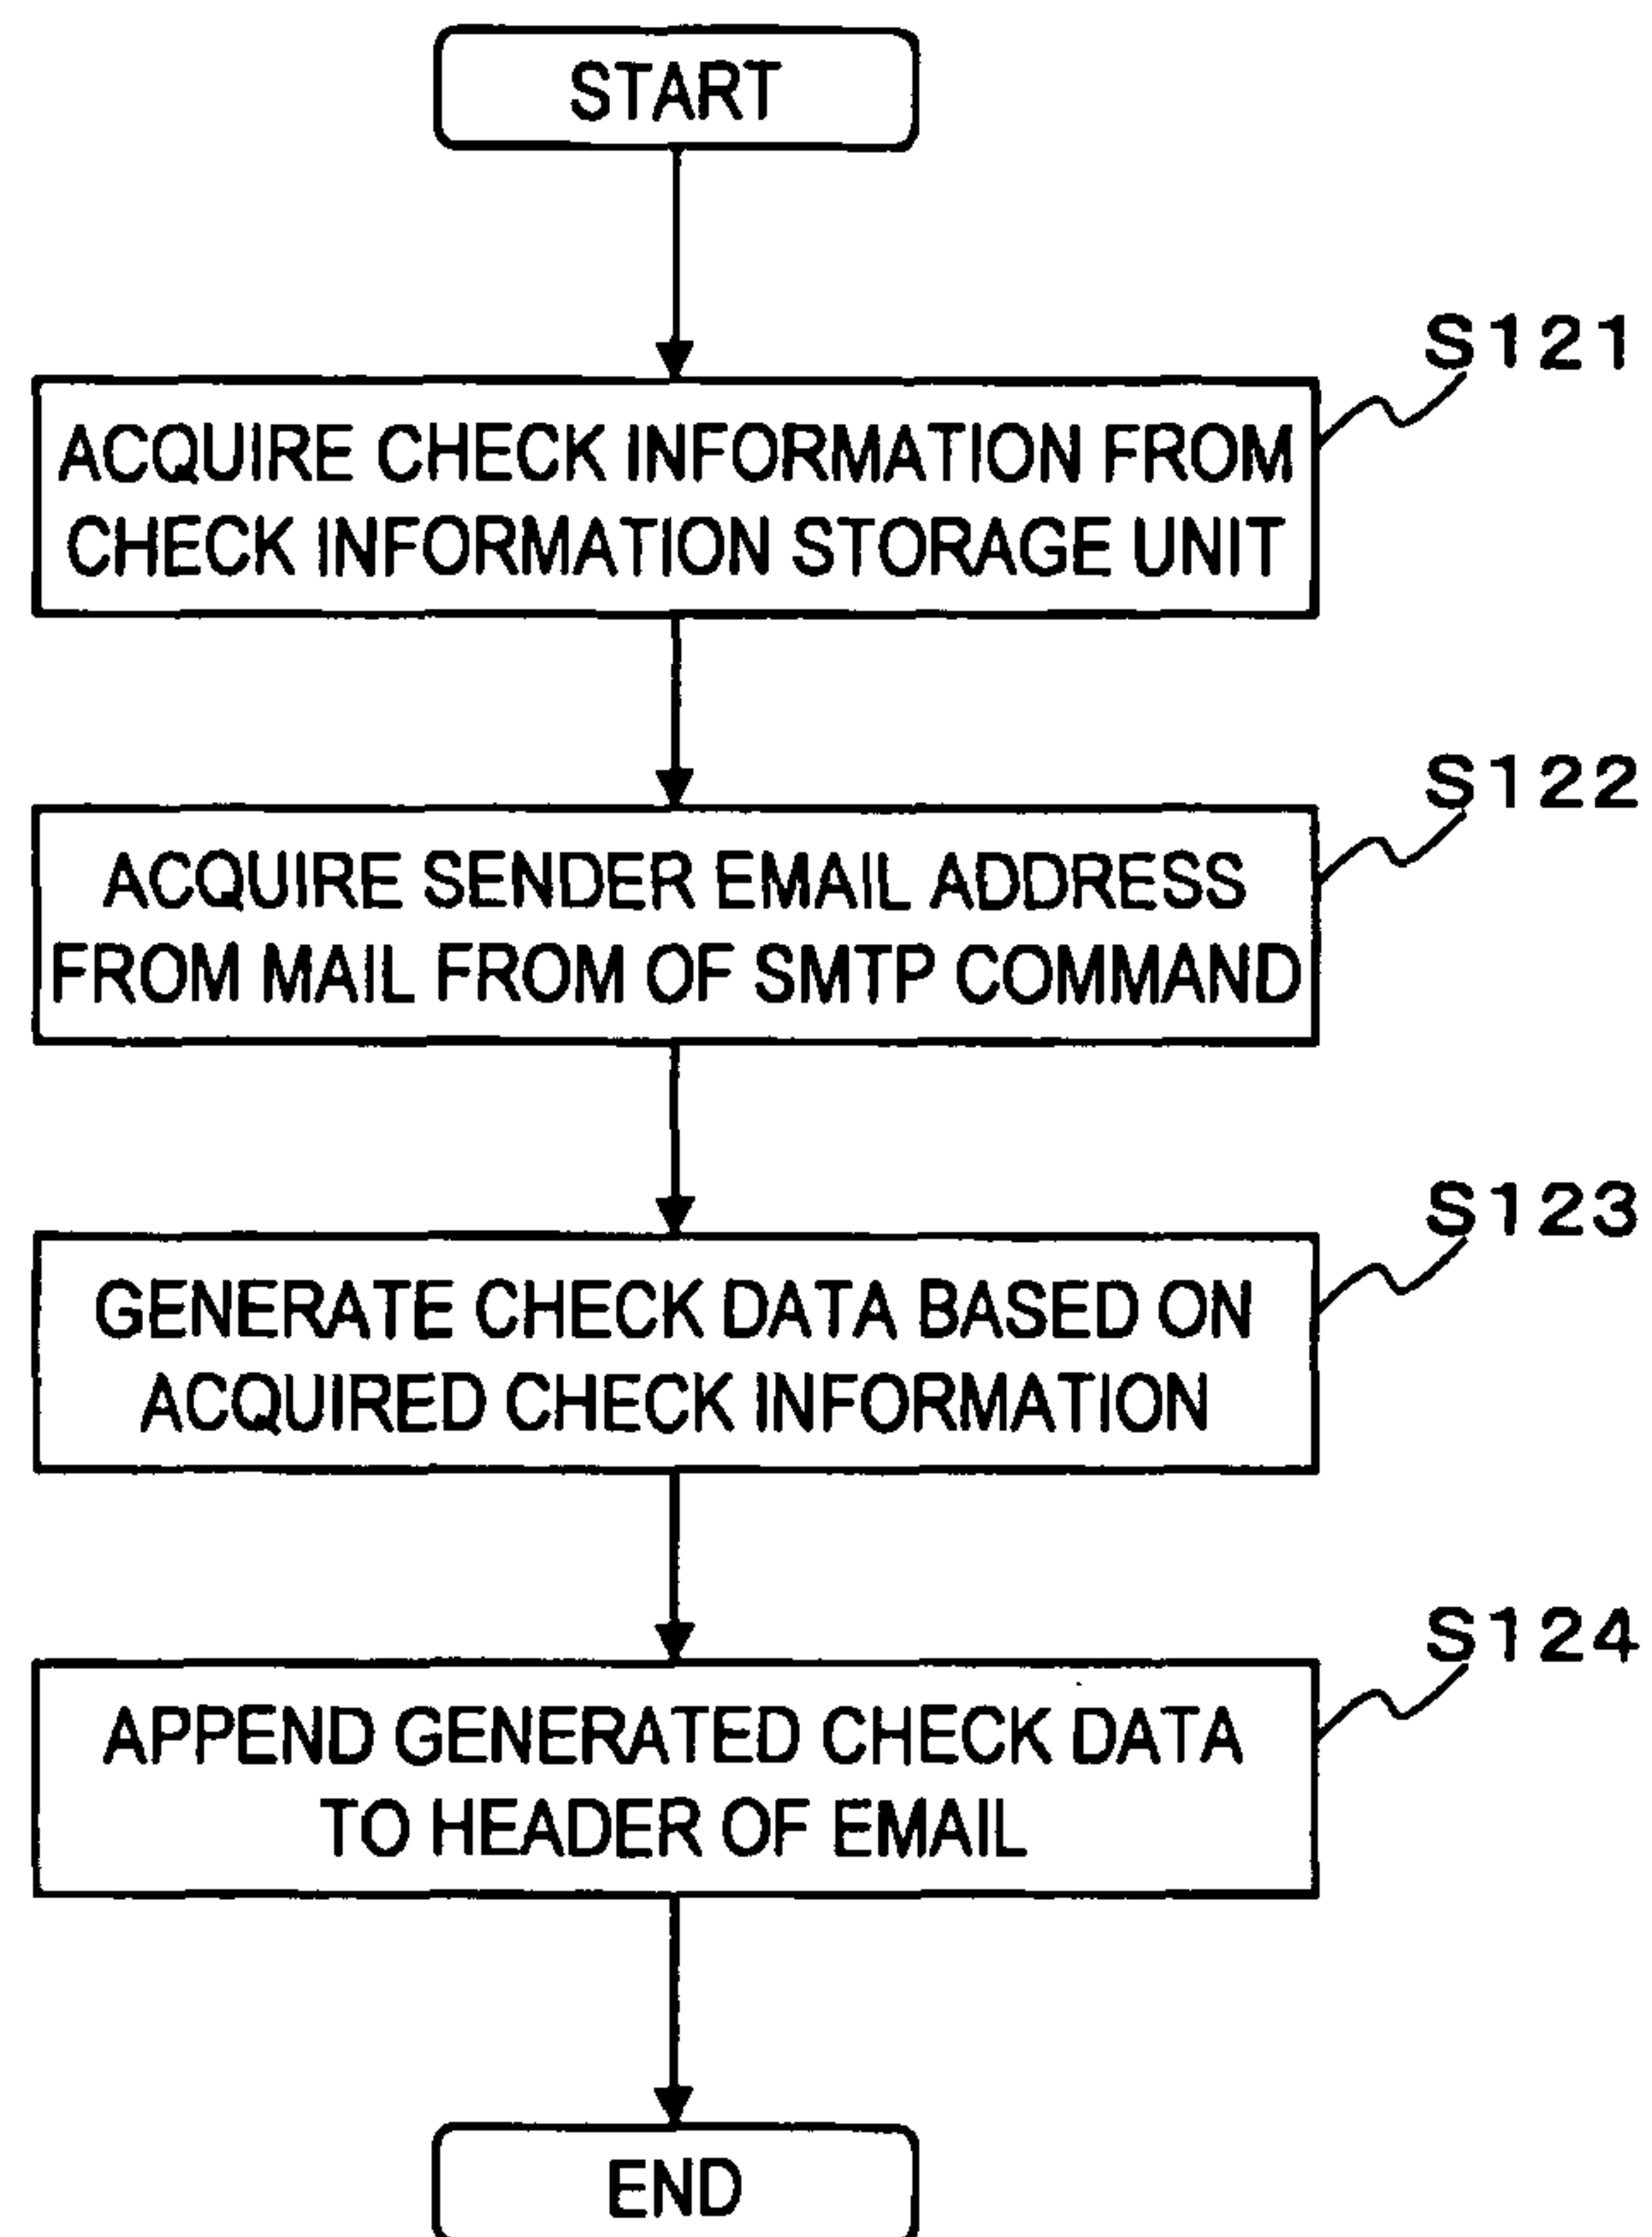 START
S121
ACQUIRE CHECK INFORMATION FROM
CHECK INFORMATION STORAGE UNIT
S122
ACQUIRE SENDER EMAIL ADDRESS
FROM MAIL FROM OF SMTP COMMAND
S123
GENERATE CHECK DATA BASED ON
ACQUIRED CHECK INFORMATION
S124
APPEND GENERATED CHECK DATA
TO HEADER OF EMAIL
END